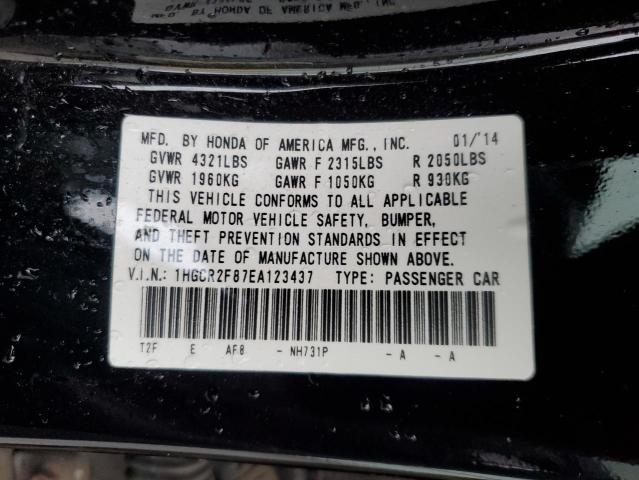 MFD. BY HONDA OF AMERICA MFG., INC. 01/'14
GVWR 4321LBS GAWR F 2315LBS R 2050LBS
GVWR 1960KG GAWR F 1050KG R 930KG
THIS VEHICLE CONFORMS TO ALL APPLICABLE
FEDERAL MOTOR VEHICLE SAFETY, BUMPER,
AND THEFT PREVENTION STANDARDS IN EFFECT
ON THE DATE OF MANUFACTURE SHOWN ABOVE.
V.I.N.: 1HGCR2F87EA123437 TYPE: PASSENGER CAR
T2F E AF8 - NH731P - A - A